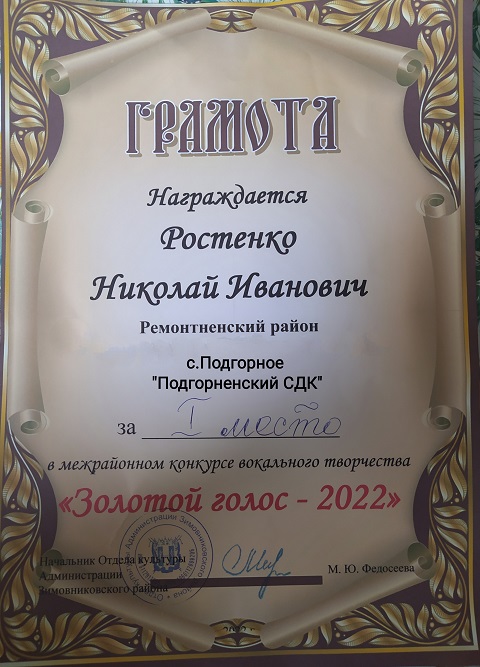 ГРАМОТА
Награждается
Ростенко
Николай Иванович
Ремонтненский район
с.Подгорное
"Подгорненский СДК"
за I место
в межрайонном конкурсе вокального творчества
«Золотой голос - 2022»
Начальник Отдела культуры
Администрации
Зимовниковского района
М. Ю. Федосеева
2022 г.